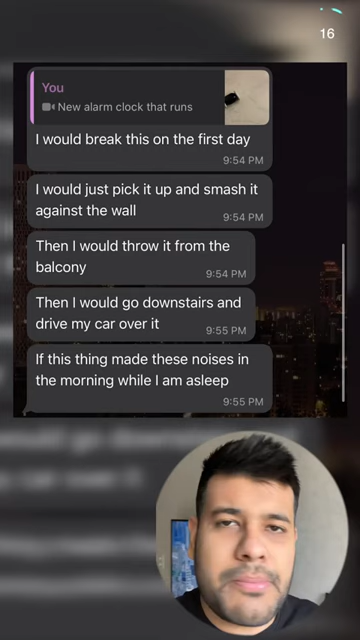 16
You
New alarm clock that runs
I would break this on the first day
9:54 PM
I would just pick it up and smash it
against the wall
9:54 PM
Then I would throw it from the
balcony
9:54 PM
Then I would go downstairs and
drive my car over it
9:55 PM
If this thing made these noises in
the morning while I am asleep
9:55 PM